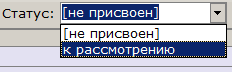 Статус: [не присвоен]
[не присвоен]
к рассмотрению